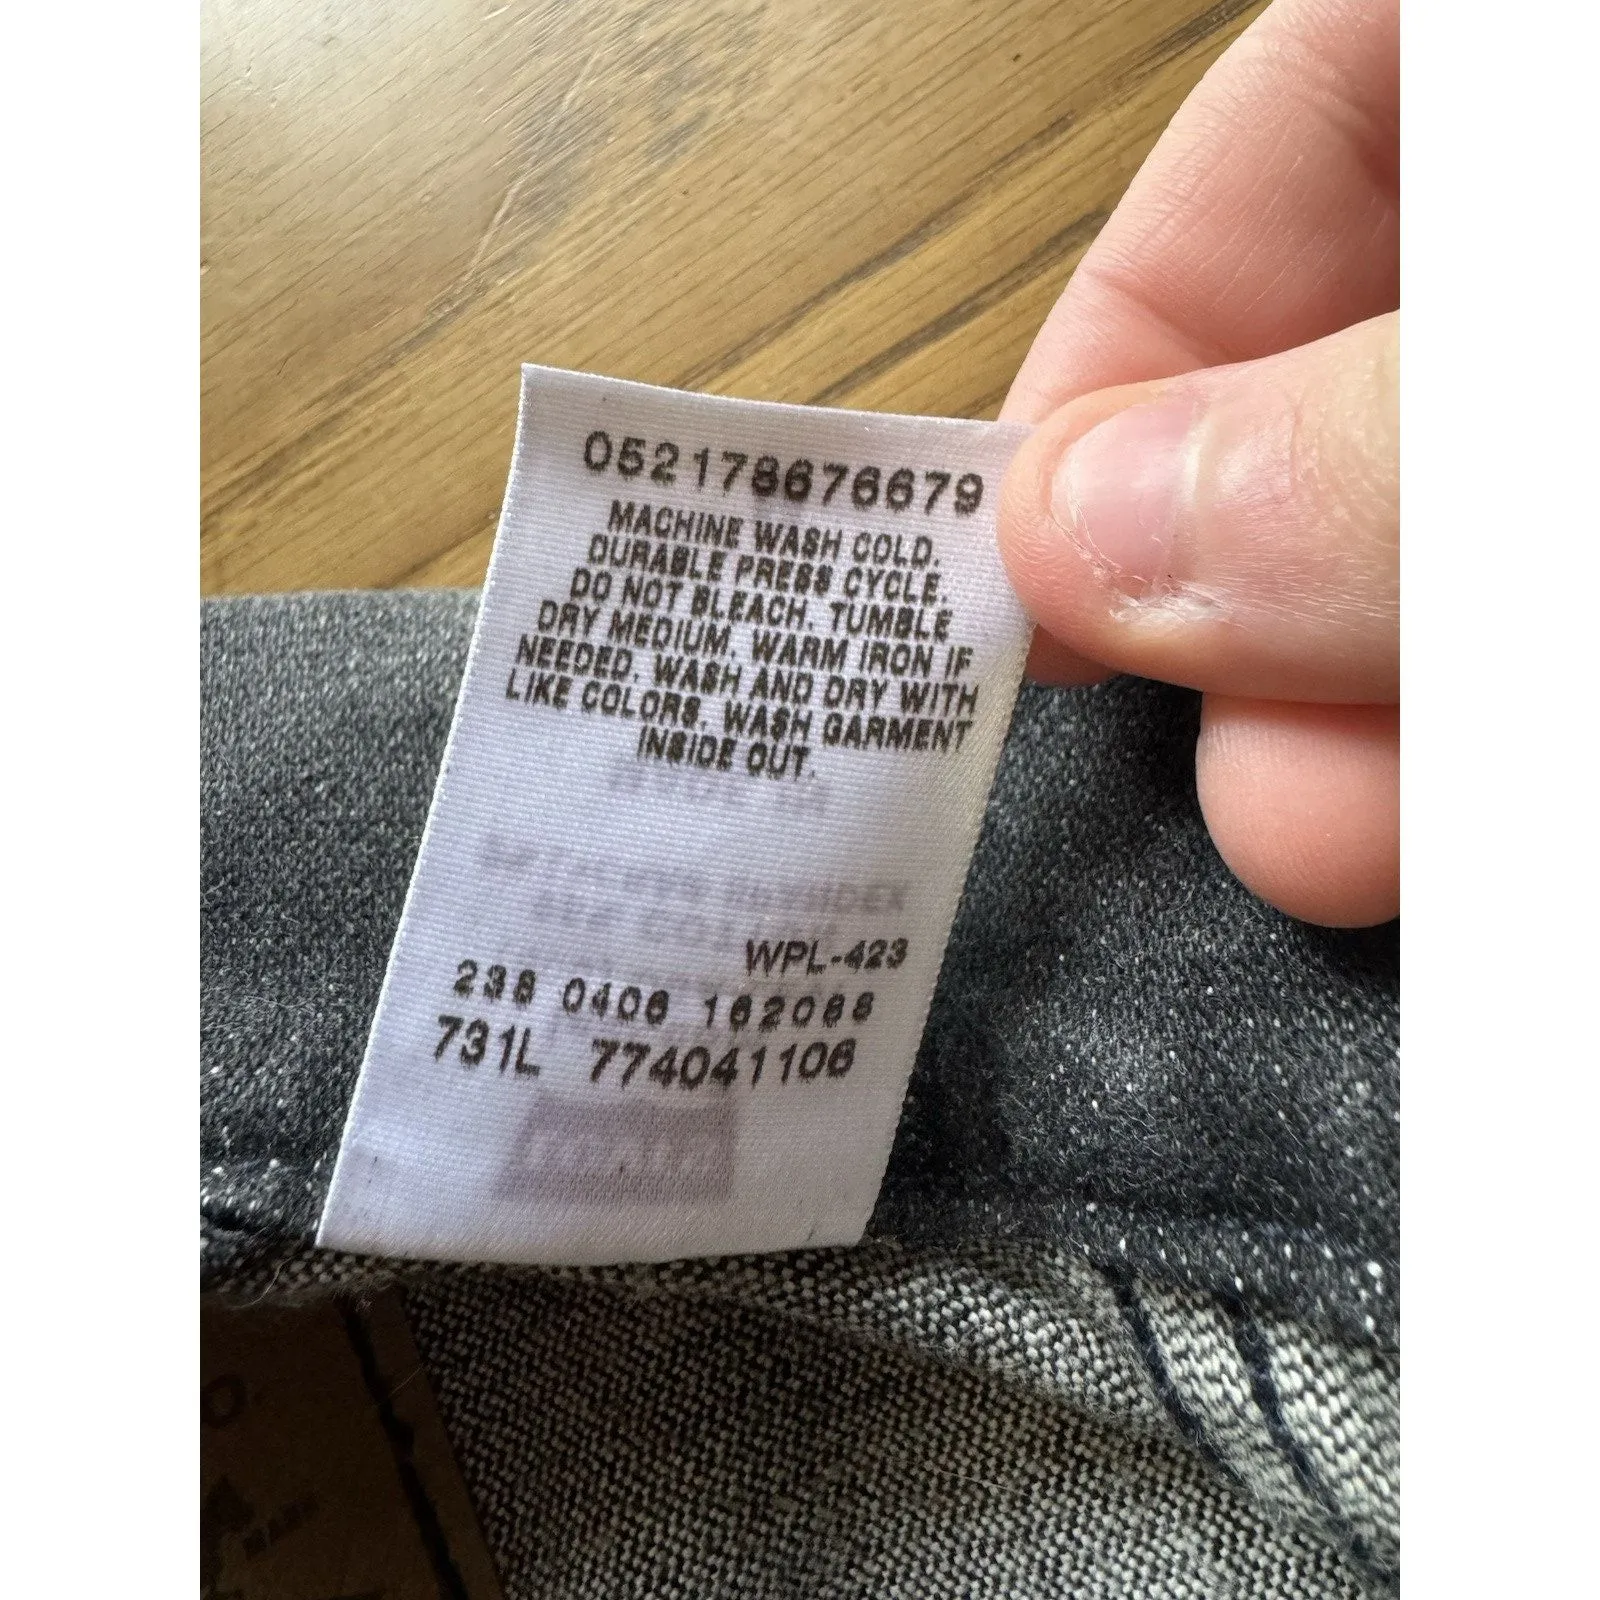 052178676679
MACHINE WASH COLD.
DURABLE PRESS CYCLE.
DO NOT BLEACH. TUMBLE
DRY MEDIUM. WARM IRON IF
NEEDED. WASH AND DRY WITH
LIKE COLORS. WASH GARMENT
INSIDE OUT.
WPL-423
238 0406 162088
731L 774041106